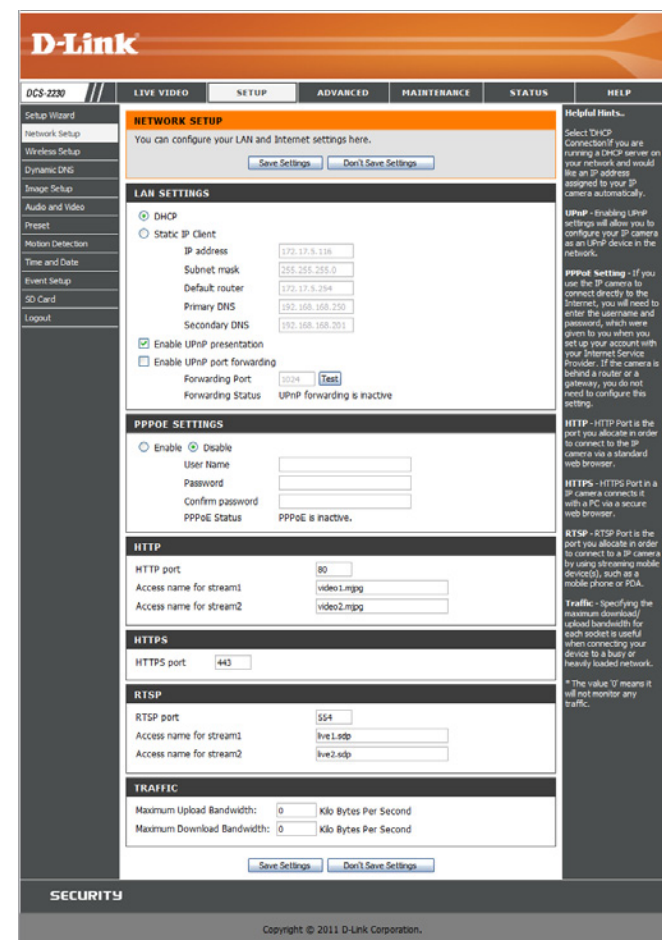 D-Link
DCS-2230
LIVE VIDEO
SETUP
ADVANCED
MAINTENANCE
STATUS
HELP
Setup Wizard
Network Setup
Wireless Setup
Dynamic DNS
Image Setup
Audio and Video
Preset
Motion Detection
Time and Date
Event Setup
SD Card
Logout
NETWORK SETUP
You can configure your LAN and Internet settings here.
Save Settings
Don't Save Settings
LAN SETTINGS
DHCP
Static IP Client
IP address 172.17.5.116
Subnet mask 255.255.255.0
Default router 172.17.5.254
Primary DNS 192.168.168.250
Secondary DNS 192.168.168.201
Enable UPnP presentation
Enable UPnP port forwarding
Forwarding Port 1024 Test
Forwarding Status UPnP forwarding is inactive
PPPOE SETTINGS
Enable Disable
User Name
Password
Confirm password
PPPoE Status PPPoE is inactive.
HTTP
HTTP port 80
Access name for stream1 video1.mjpg
Access name for stream2 video2.mjpg
HTTPS
HTTPS port 443
RTSP
RTSP port 554
Access name for stream1 live1.sdp
Access name for stream2 live2.sdp
TRAFFIC
Maximum Upload Bandwidth: 0 Kilo Bytes Per Second
Maximum Download Bandwidth: 0 Kilo Bytes Per Second
Save Settings
Don't Save Settings
Helpful Hints..
Select 'DHCP
Connection'if you are
running a DHCP server on
your network and would
like an IP address
assigned to your IP
camera automatically.
UPnP - Enabling UPnP
settings will allow you to
configure your IP camera
as an UPnP device in the
network.
PPPoE Setting - If you
use the IP camera to
connect directly to the
Internet, you will need to
enter the username and
password, which were
given to you when you
set up your account with
your Internet Service
Provider. If the camera is
behind a router or a
gateway, you do not
need to configure this
setting.
HTTP - HTTP Port is the
port you allocate in order
to connect to the IP
camera via a standard
web browser.
HTTPS - HTTPS Port in a
IP camera connects it
with a PC via a secure
web browser.
RTSP - RTSP Port is the
port you allocate in order
to connect to a IP camera
by using streaming mobile
device(s), such as a
mobile phone or PDA.
Traffic - Specifying the
maximum download/
upload bandwidth for
each socket is useful
when connecting your
device to a busy or
heavily loaded network.
* The value '0' means it
will not monitor any
traffic.
SECURITY
Copyright © 2011 D-Link Corporation.